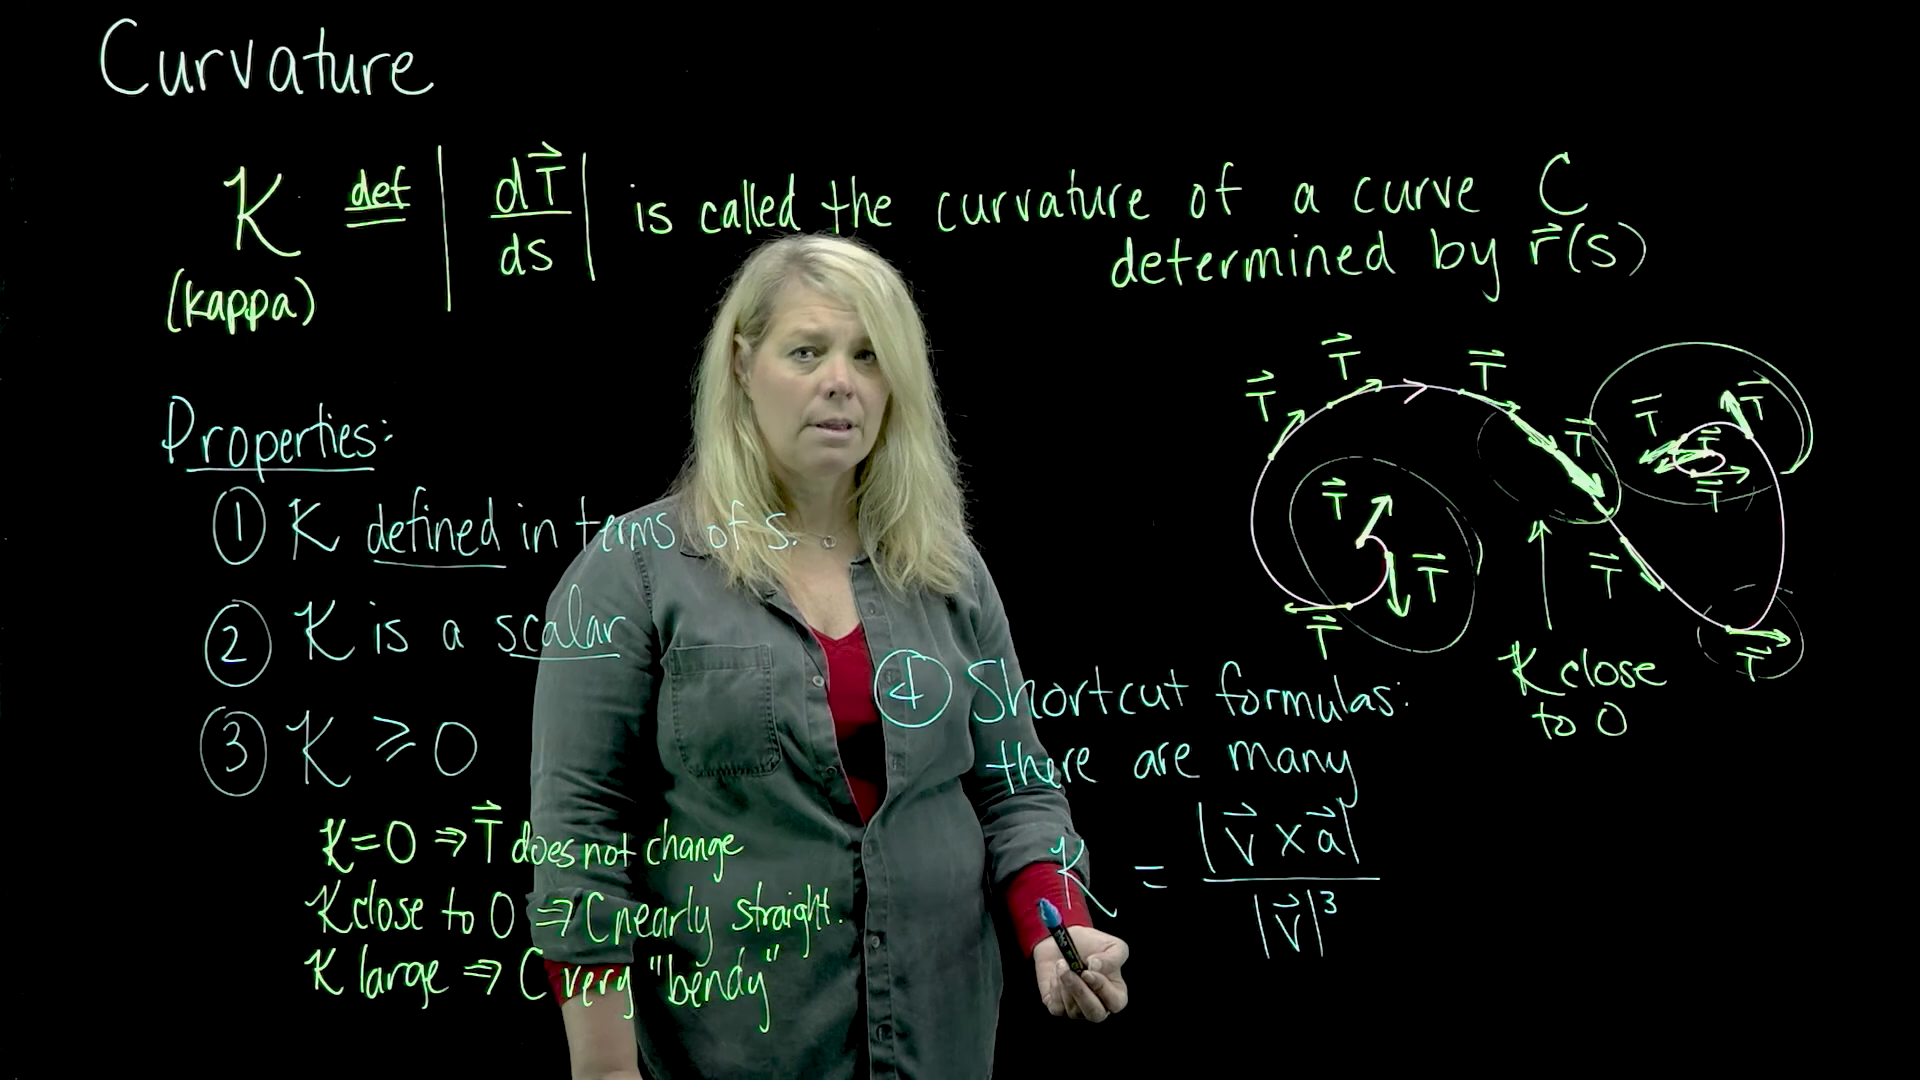 Curvature
K def = | dT⃗/ds | is called the curvature of a curve C
(kappa) determined by r⃗(s)
Properties:
① K defined in terms of s.
② K is a scalar
③ K ≥ 0
K=0 ⇒ T⃗ does not change
K close to 0 ⇒ C nearly straight.
K large ⇒ C very "bendy"
④ Shortcut formulas:
there are many
K = |v⃗ × a⃗| / |v⃗|³
T⃗
T⃗
T⃗
T⃗
T⃗
T⃗
T⃗
T⃗
T⃗
T⃗
T⃗
T⃗
T⃗
K close
to 0